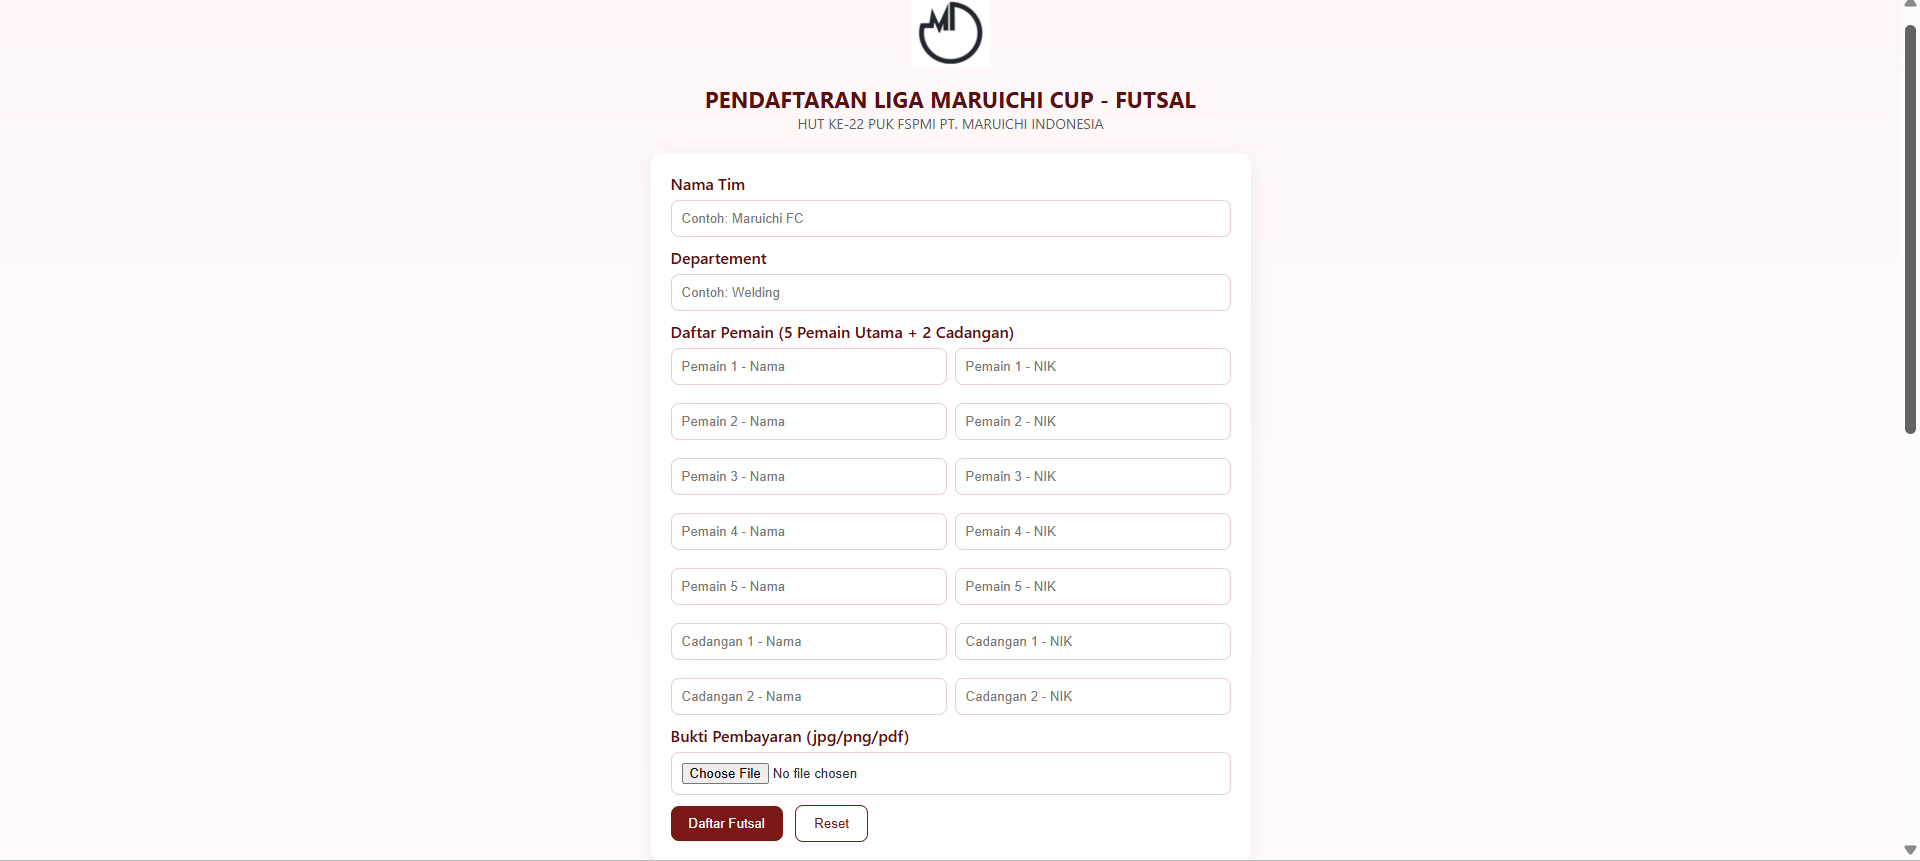 PENDAFTARAN LIGA MARUICHI CUP - FUTSAL
HUT KE-22 PUK FSPMI PT. MARUICHI INDONESIA
Nama Tim
Contoh: Maruichi FC
Departement
Contoh: Welding
Daftar Pemain (5 Pemain Utama + 2 Cadangan)
Pemain 1 - Nama Pemain 1 - NIK
Pemain 2 - Nama Pemain 2 - NIK
Pemain 3 - Nama Pemain 3 - NIK
Pemain 4 - Nama Pemain 4 - NIK
Pemain 5 - Nama Pemain 5 - NIK
Cadangan 1 - Nama Cadangan 1 - NIK
Cadangan 2 - Nama Cadangan 2 - NIK
Bukti Pembayaran (jpg/png/pdf)
Choose File No file chosen
Daftar Futsal Reset